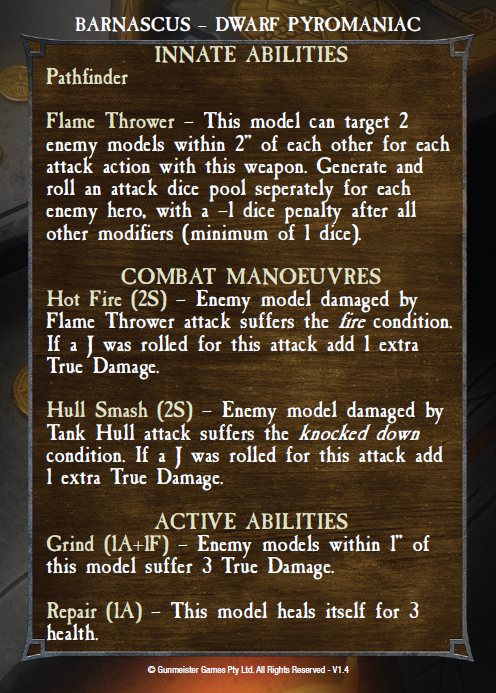 BARNASCUS – DWARF PYROMANIAC
INNATE ABILITIES
Pathfinder
Flame Thrower – This model can target 2
enemy models within 2” of each other for each
attack action with this weapon. Generate and
roll an attack dice pool seperately for each
enemy hero, with a –1 dice penalty after all
other modifiers (minimum of 1 dice).
COMBAT MANOEUVRES
Hot Fire (2S) – Enemy model damaged by
Flame Thrower attack suffers the fire condition.
If a J was rolled for this attack add 1 extra
True Damage.
Hull Smash (2S) – Enemy model damaged by
Tank Hull attack suffers the knocked down
condition. If a J was rolled for this attack add
1 extra True Damage.
ACTIVE ABILITIES
Grind (1A+1F) – Enemy models within 1” of
this model suffer 3 True Damage.
Repair (1A) – This model heals itself for 3
health.
© Gunmeister Games Pty Ltd. All Rights Reserved - V1.4